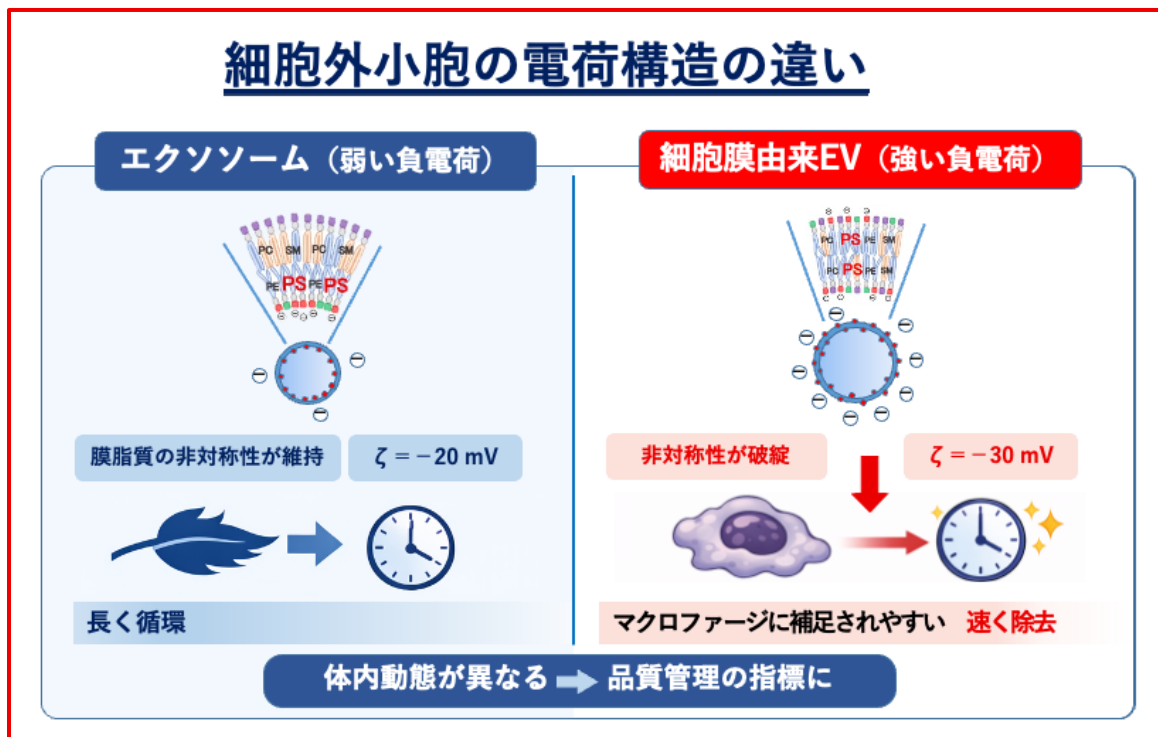 細胞外小胞の電荷構造の違い
エクソソーム（弱い負電荷）
PC SM PC SM
PE PS PE PS
膜脂質の非対称性が維持
ζ = − 20 mV
長く循環
細胞膜由来EV（強い負電荷）
PC PS PE SM
PC PS PE SM
非対称性が破綻
ζ = − 30 mV
マクロファージに補足されやすい 速く除去
体内動態が異なる ➡ 品質管理の指標に